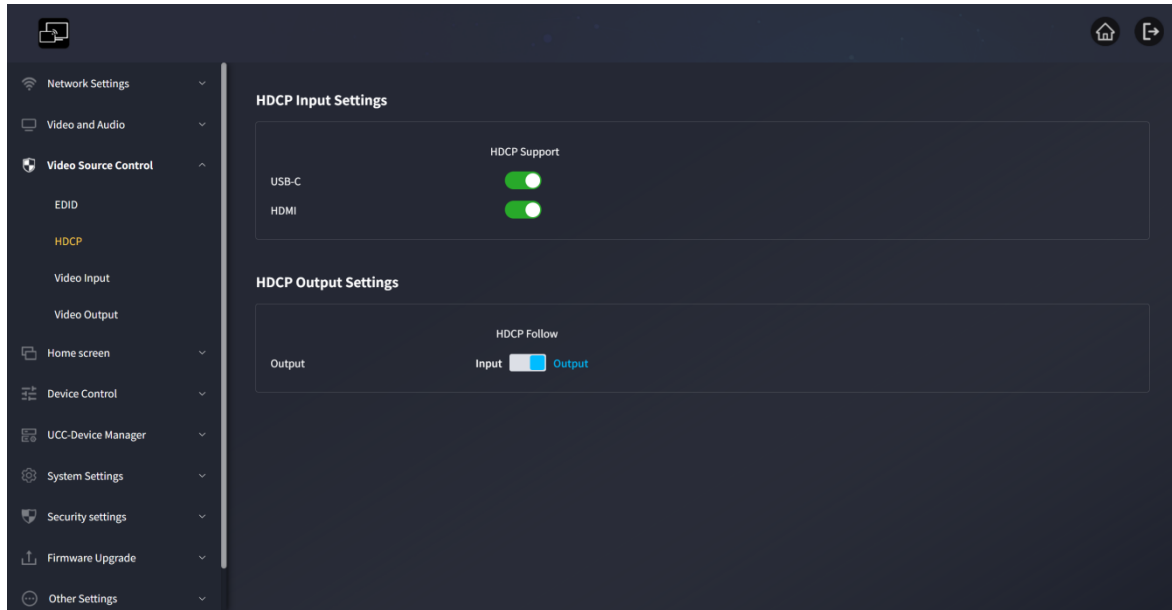 Network Settings
Video and Audio
Video Source Control
EDID
HDCP
Video Input
Video Output
Home screen
Device Control
UCC-Device Manager
System Settings
Security settings
Firmware Upgrade
Other Settings
HDCP Input Settings
HDCP Support
USB-C
HDMI
HDCP Output Settings
HDCP Follow
Output Input Output